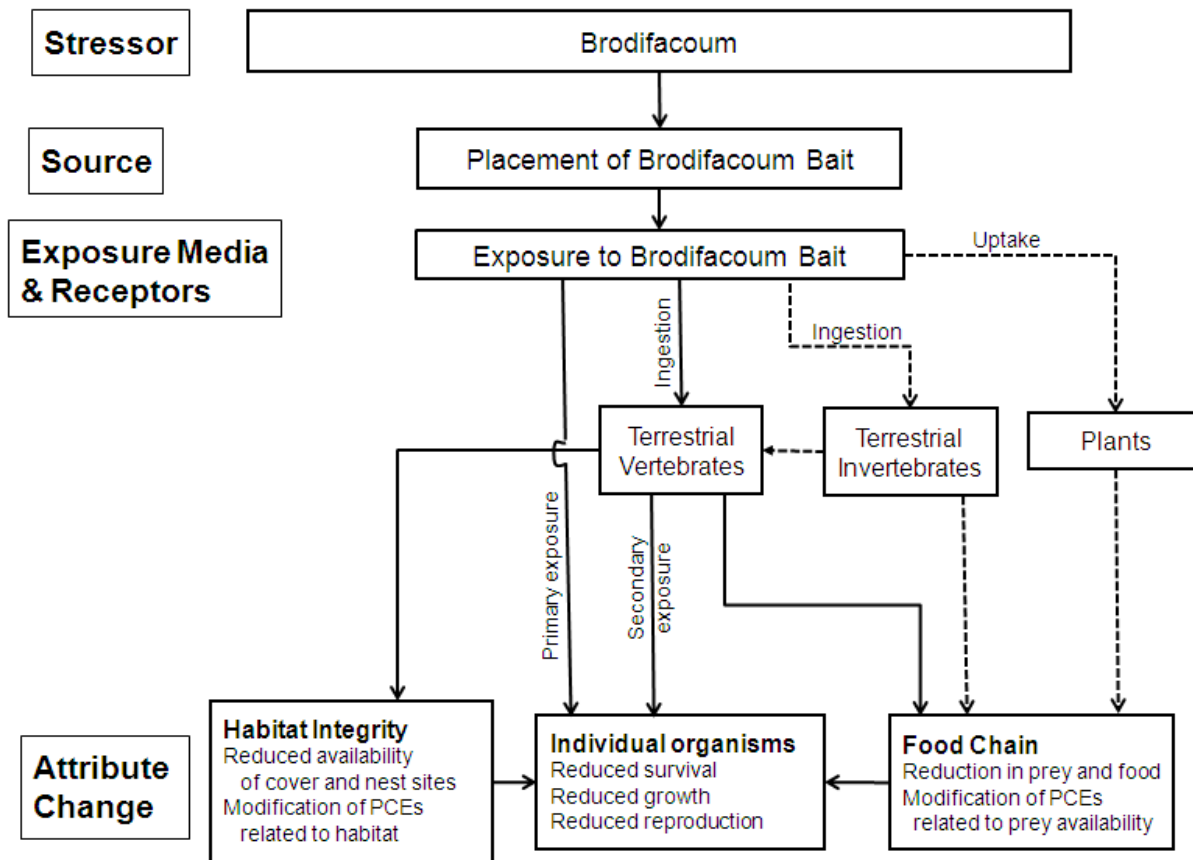 Stressor
Brodifacoum
Source
Placement of Brodifacoum Bait
Exposure Media
& Receptors
Exposure to Brodifacoum Bait
Uptake
Ingestion
Ingestion
Terrestrial
Vertebrates
Terrestrial
Invertebrates
Plants
Primary exposure
Secondary
exposure
Attribute
Change
Habitat Integrity
Reduced availability
of cover and nest sites
Modification of PCEs
related to habitat
Individual organisms
Reduced survival
Reduced growth
Reduced reproduction
Food Chain
Reduction in prey and food
Modification of PCEs
related to prey availability